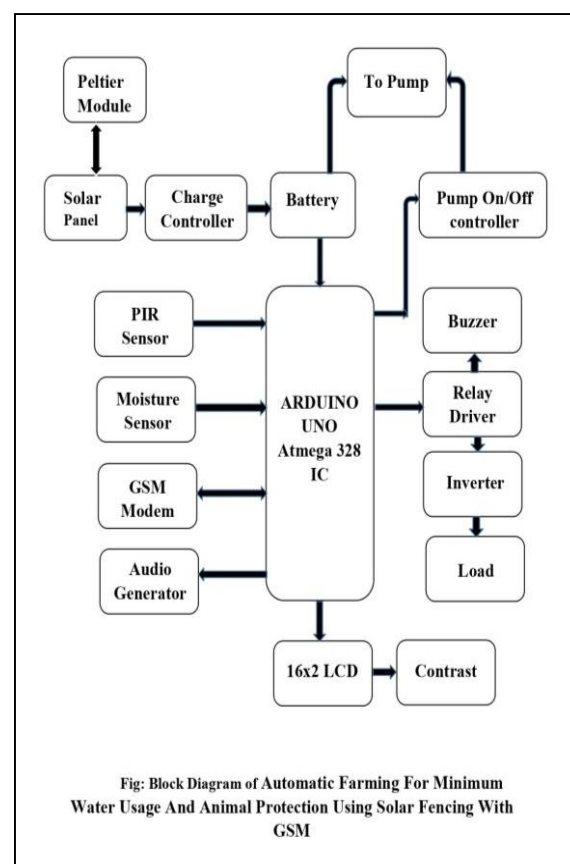 Peltier
Module
To Pump
Solar
Panel
Charge
Controller
Battery
Pump On/Off
controller
PIR
Sensor
Buzzer
Moisture
Sensor
ARDUINO
UNO
Atmega 328
IC
Relay
Driver
GSM
Modem
Inverter
Audio
Generator
Load
16x2 LCD
Contrast
Fig: Block Diagram of Automatic Farming For Minimum
Water Usage And Animal Protection Using Solar Fencing With
GSM